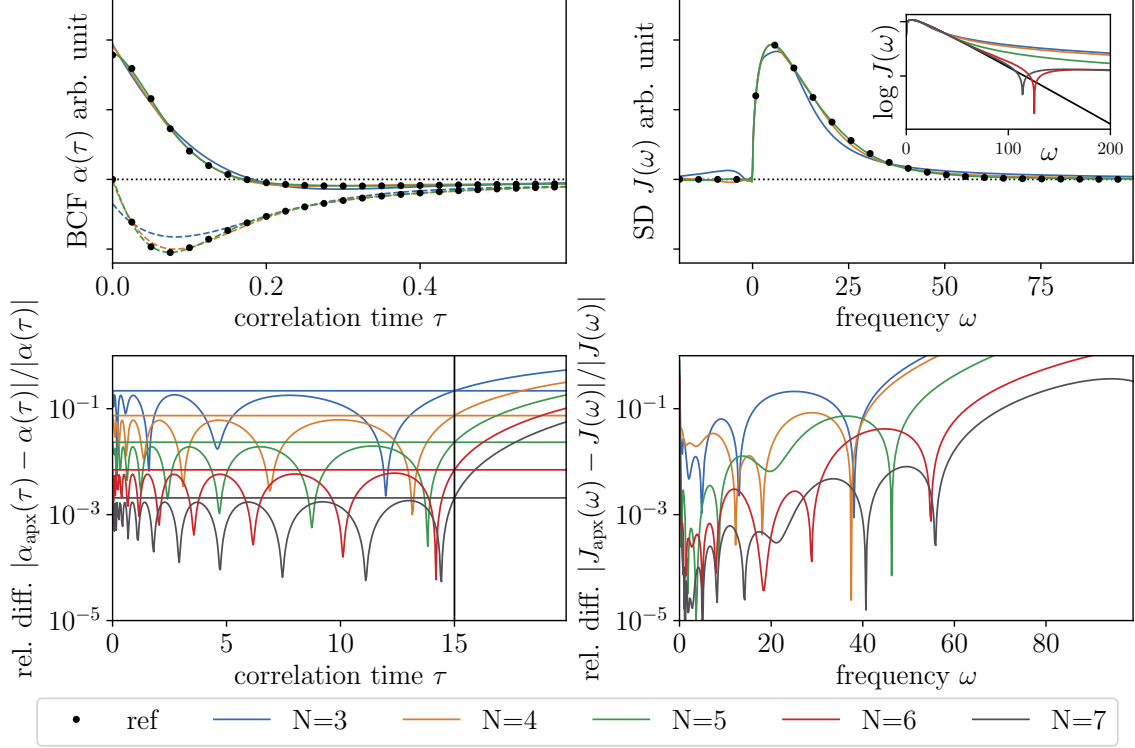 BCF α(τ) arb. unit
0.0
0.2
0.4
correlation time τ
SD J(ω) arb. unit
0
25
50
75
frequency ω
log J(ω)
0
100
200
ω
rel. diff. |α_apx(τ) − α(τ)|/|α(τ)|
10⁻¹
10⁻³
10⁻⁵
0
5
10
15
correlation time τ
rel. diff. |J_apx(ω) − J(ω)|/|J(ω)|
10⁻¹
10⁻³
10⁻⁵
0
20
40
60
80
frequency ω
ref N=3 N=4 N=5 N=6 N=7